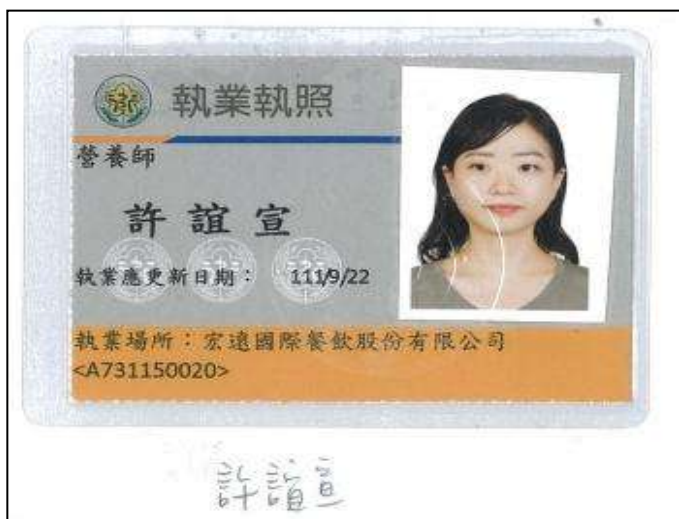 執業執照
營養師
許誼宣
執業應更新日期： 111/9/22
執業場所：宏遠國際餐飲股份有限公司
<A731150020>
許誼宣